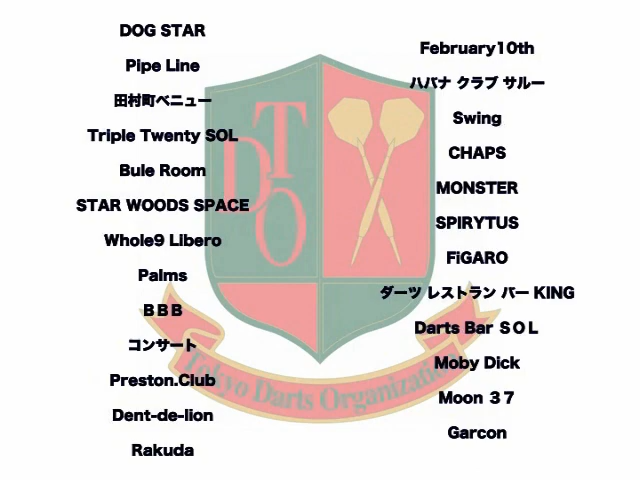 DOG STAR
Pipe Line
田村町ベニュー
Triple Twenty SOL
Bule Room
STAR WOODS SPACE
Whole9 Libero
Palms
ＢＢＢ
コンサート
Preston.Club
Dent-de-lion
Rakuda
February10th
ハバナ クラブ サルー
Swing
CHAPS
MONSTER
SPIRYTUS
FiGARO
ダーツ レストラン バー KING
Darts Bar ＳＯＬ
Moby Dick
Moon ３７
Garcon
TDO
Tokyo Darts Organization